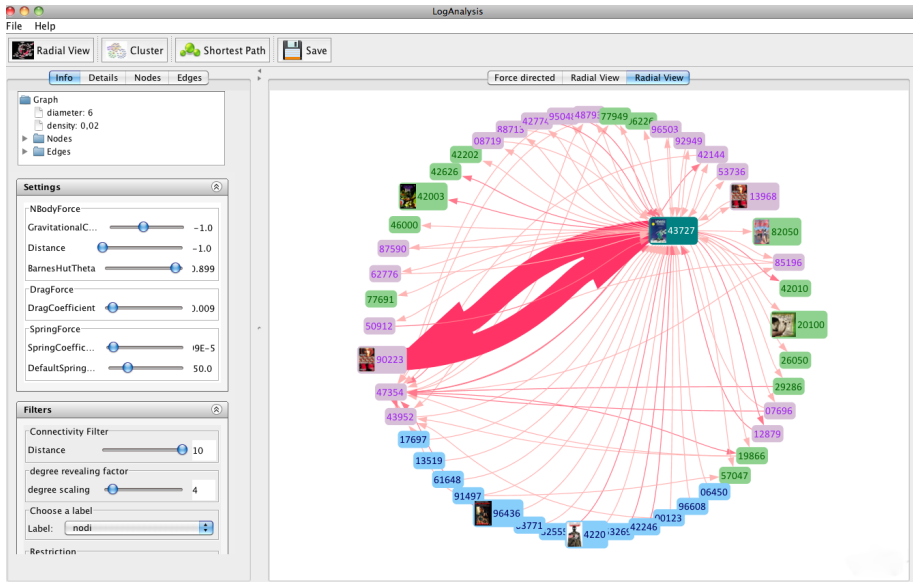 LogAnalysis
File Help
Radial View Cluster Shortest Path Save
Info Details Nodes Edges
Force directed Radial View Radial View
Graph
diameter: 6
density: 0,02
Nodes
Edges
Settings
NBodyForce
GravitationalC... -1.0
Distance -1.0
BarnesHutTheta 0.899
DragForce
DragCoefficient 0.009
SpringForce
SpringCoeffic... 9E-5
DefaultSpring... 50.0
Filters
Connectivity Filter
Distance 10
degree revealing factor
degree scaling 4
Choose a label
Label: nodi
Restriction
77949
96503
92949
42144
53736
13968
43727
82050
85196
42010
20100
26050
29286
07696
12879
19866
57047
06450
96608
00123
42246
4220
96436
91497
61648
13519
17697
43952
47354
90223
50912
77691
62776
87590
46000
42003
42626
42202
08719